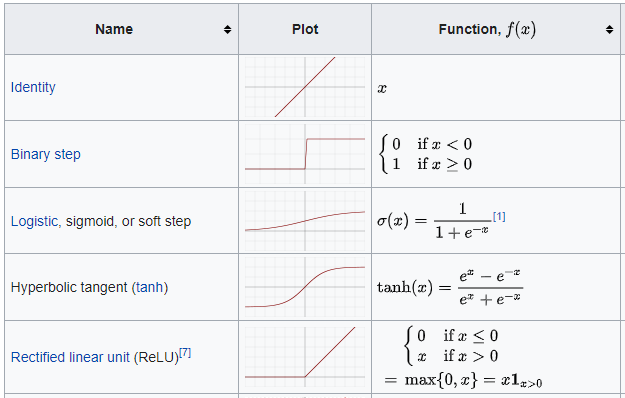 Name Plot Function, f(x)
Identity x
Binary step { 0 if x < 0
1 if x ≥ 0
Logistic, sigmoid, or soft step σ(x) = 1 / (1 + e^−x) [1]
Hyperbolic tangent (tanh) tanh(x) = (e^x − e^−x) / (e^x + e^−x)
Rectified linear unit (ReLU)[7] { 0 if x ≤ 0
x if x > 0
= max{0, x} = x1_x>0